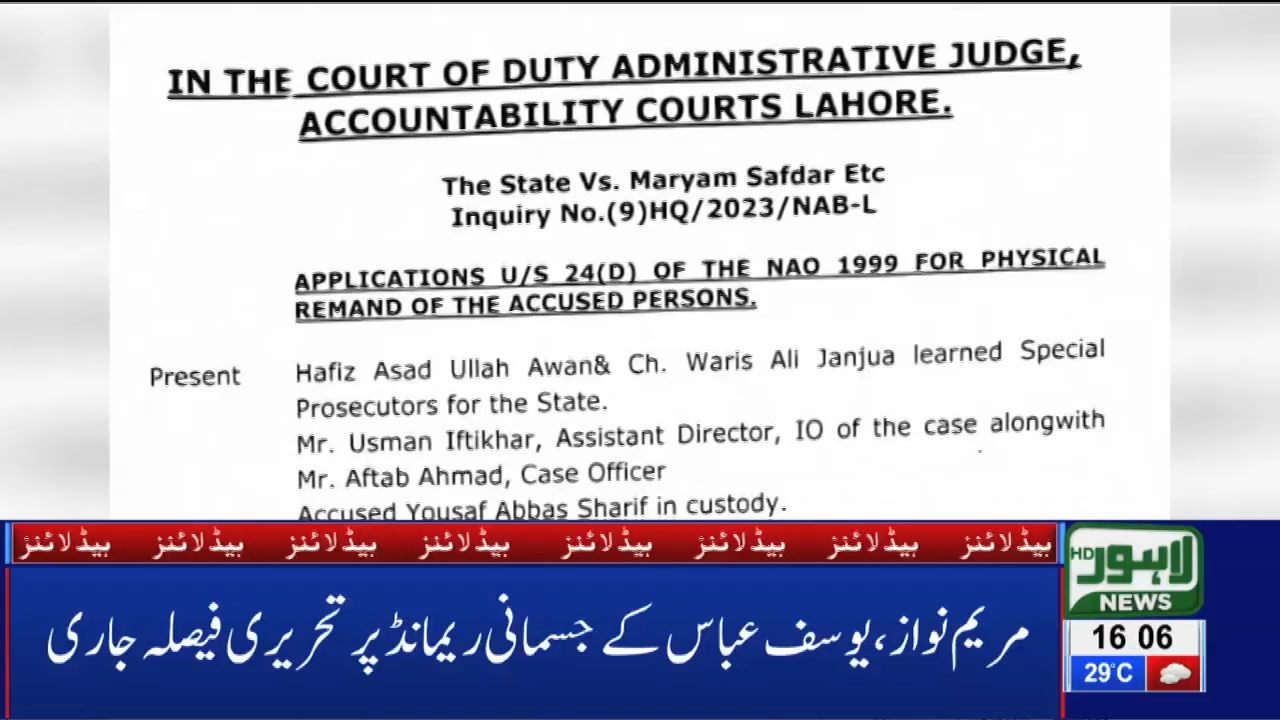 IN THE COURT OF DUTY ADMINISTRATIVE JUDGE,
ACCOUNTABILITY COURTS LAHORE.
The State Vs. Maryam Safdar Etc
Inquiry No.(9)HQ/2023/NAB-L
APPLICATIONS U/S 24(D) OF THE NAO 1999 FOR PHYSICAL
REMAND OF THE ACCUSED PERSONS.
Present Hafiz Asad Ullah Awan& Ch. Waris Ali Janjua learned Special
Prosecutors for the State.
Mr. Usman Iftikhar, Assistant Director, IO of the case alongwith
Mr. Aftab Ahmad, Case Officer
Accused Yousaf Abbas Sharif in custody.
ہیڈلائنز ہیڈلائنز ہیڈلائنز ہیڈلائنز ہیڈلائنز ہیڈلائنز ہیڈلائنز ہیڈلائنز
مریم نواز، یوسف عباس کے جسمانی ریمانڈ پر تحریری فیصلہ جاری
لاہور HD
NEWS
16 06
29°C